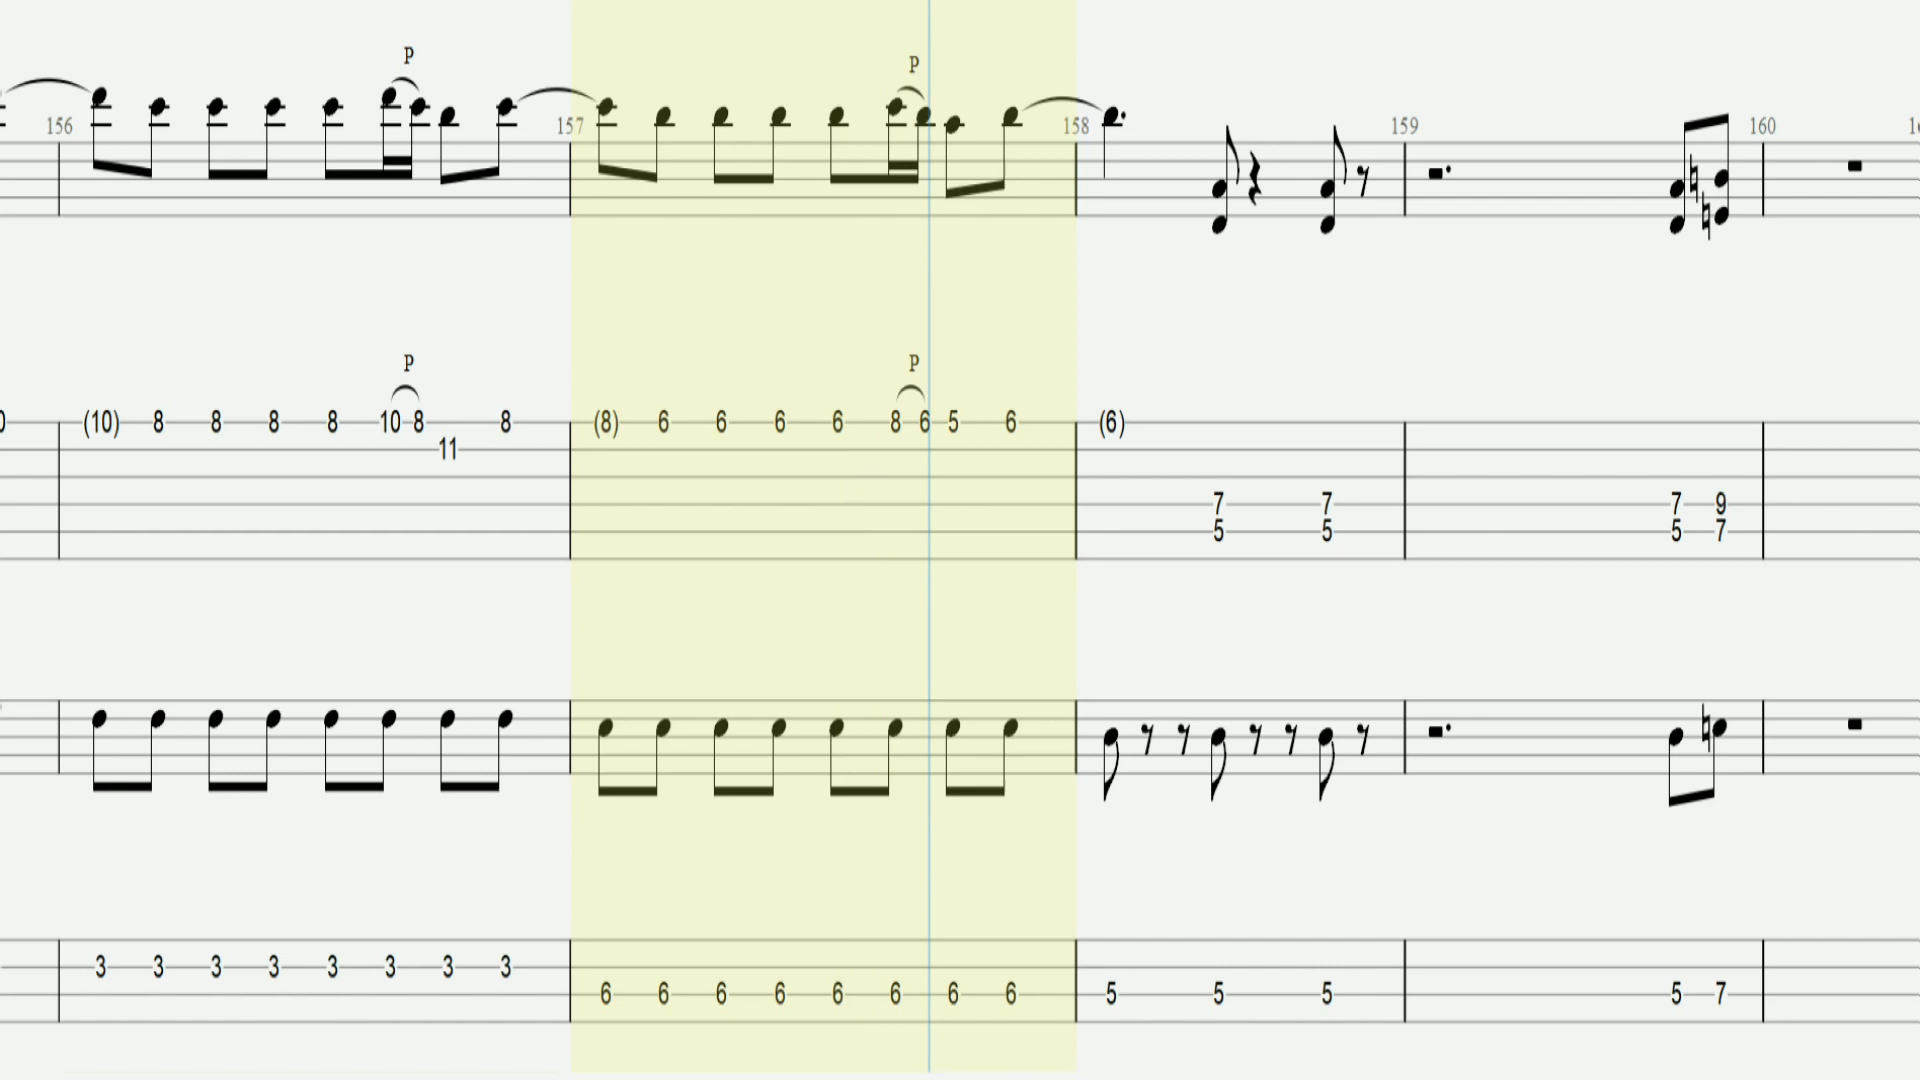 P P
156 157 158 159 160
P P
(10) 8 8 8 8 10 8 8 (8) 6 6 6 6 8 6 5 6 (6)
11
7 7 7 9
5 5 5 7
3 3 3 3 3 3 3 3
6 6 6 6 6 6 6 6 5 5 5 5 7